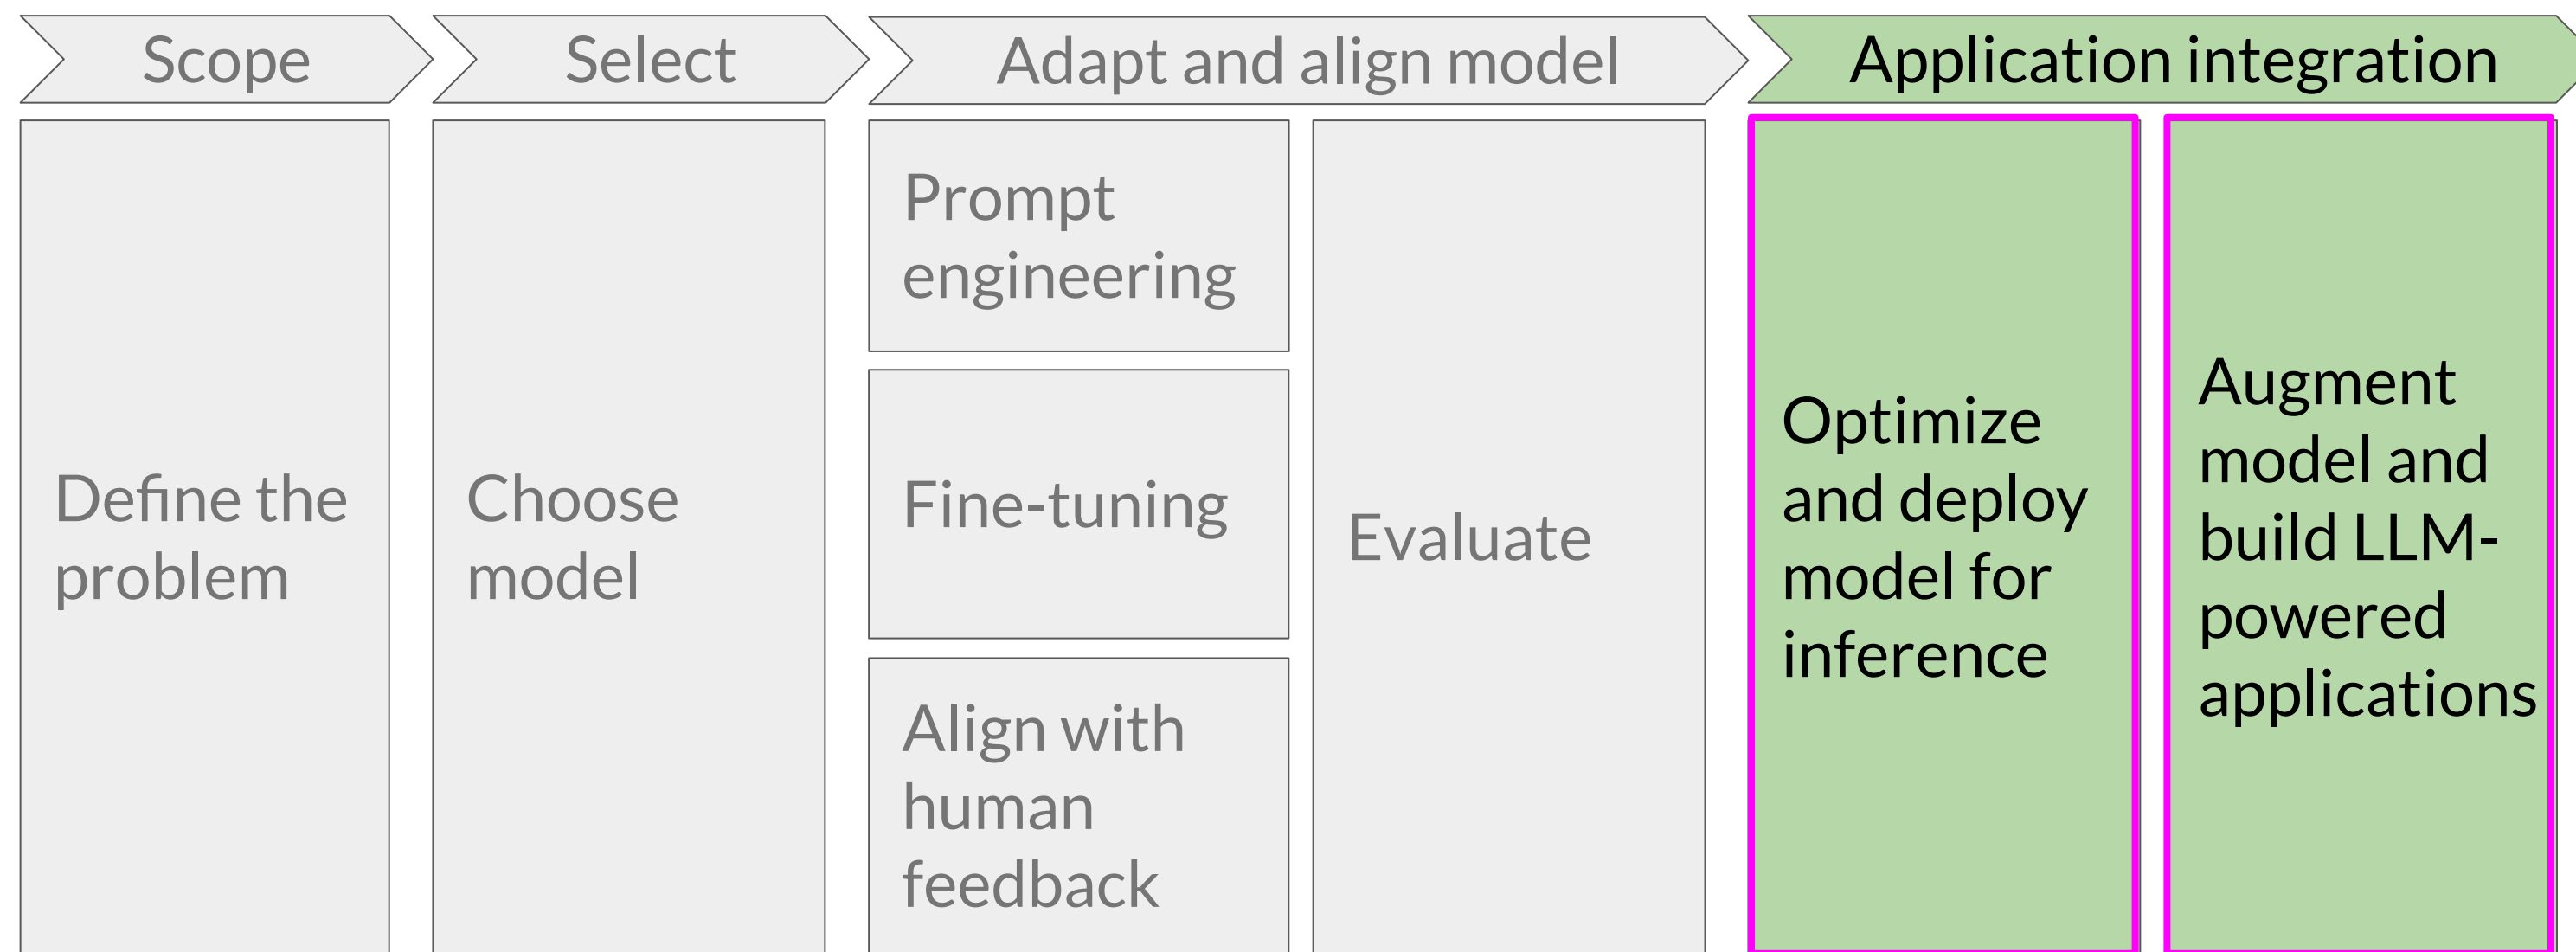 Scope
Select
Adapt and align model
Application integration
Define the
problem
Choose
model
Prompt
engineering
Fine-tuning
Align with
human
feedback
Evaluate
Optimize
and deploy
model for
inference
Augment
model and
build LLM-
powered
applications